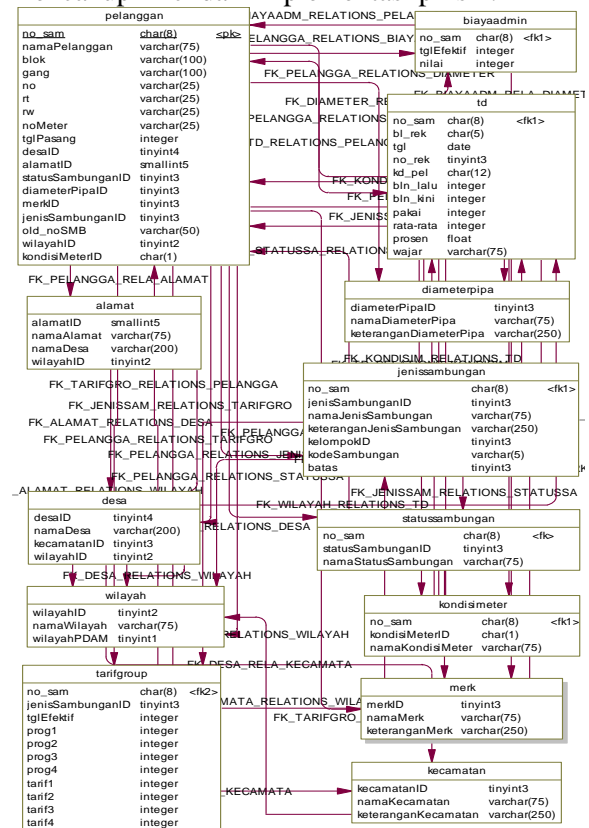 pelanggan
no_sam char(8) <pk>
namaPelanggan varchar(75)
blok varchar(100)
gang varchar(100)
no varchar(25)
rt varchar(25)
rw varchar(25)
noMeter varchar(25)
tglPasang integer
desaID tinyint4
alamatID smallint5
statusSambunganID tinyint3
diameterPipaID tinyint3
merkID tinyint3
jenisSambunganID tinyint3
old_noSMB varchar(50)
wilayahID tinyint2
kondisiMeterID char(1)
biayaadmin
no_sam char(8) <fk1>
tglEfektif integer
nilai integer
FK_PELANGGA_RELATIONS_DIAMETER
td
no_sam char(8) <fk1>
bl_rek char(5)
tgl date
no_rek tinyint3
kd_pel char(12)
bln_lalu integer
bln_kini integer
pakai integer
rata-rata integer
prosen float
wajar varchar(75)
FK_PELANGGA_RELA_ALAMAT
alamat
alamatID smallint5
namaAlamat varchar(75)
namaDesa varchar(200)
wilayahID tinyint2
diameterpipa
diameterPipaID tinyint3
namaDiameterPipa varchar(75)
keteranganDiameterPipa varchar(250)
FK_KONDISIM_RELATIONS_TD
FK_TARIFGRO_RELATIONS_PELANGGA
FK_JENISSAM_RELATIONS_TARIFGRO
FK_ALAMAT_RELATIONS_DESA
FK_PELANGGA_RELATIONS_TARIFGRO
FK_PELANGGA_RELATIONS_JENI
FK_PELANGGA_RELATIONS_STATUSSA
jenissambungan
no_sam char(8) <fk1>
jenisSambunganID tinyint3
namaJenisSambungan varchar(75)
keteranganJenisSambungan varchar(250)
kelompokID tinyint3
kodeSambungan varchar(5)
batas tinyint3
_ALAMAT_RELATIONS_WILAYAH
FK_JENISSAM_RELATIONS_STATUSSA
FK_WILAYAH_RELATIONS_TD
desa
desaID tinyint4
namaDesa varchar(200)
kecamatanID tinyint3
wilayahID tinyint2
RELATIONS_DESA
statussambungan
no_sam char(8) <fk>
statusSambunganID tinyint3
namaStatusSambungan varchar(75)
FK_DESA_RELATIONS_WILAYAH
wilayah
wilayahID tinyint2
namaWilayah varchar(75)
wilayahPDAM tinyint1
kondisimeter
no_sam char(8) <fk1>
kondisiMeterID char(1)
namaKondisiMeter varchar(75)
FK_DESA_RELA_KECAMATA
tarifgroup
no_sam char(8) <fk2>
jenisSambunganID tinyint3
tglEfektif integer
prog1 integer
prog2 integer
prog3 integer
prog4 integer
tarif1 integer
tarif2 integer
tarif3 integer
tarif4 integer
FK_TARIFGRO_
merk
merkID tinyint3
namaMerk varchar(75)
keteranganMerk varchar(250)
_KECAMATA
kecamatan
kecamatanID tinyint3
namaKecamatan varchar(75)
keteranganKecamatan varchar(250)